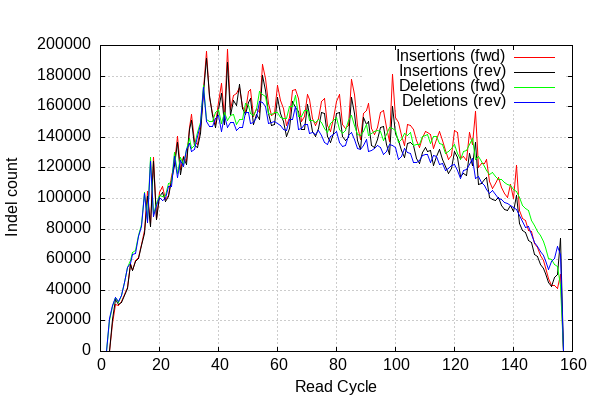 200000
180000
160000
140000
120000
100000
80000
60000
40000
20000
0
Indel count
Insertions (fwd)
Insertions (rev)
Deletions (fwd)
Deletions (rev)
0 20 40 60 80 100 120 140 160
Read Cycle